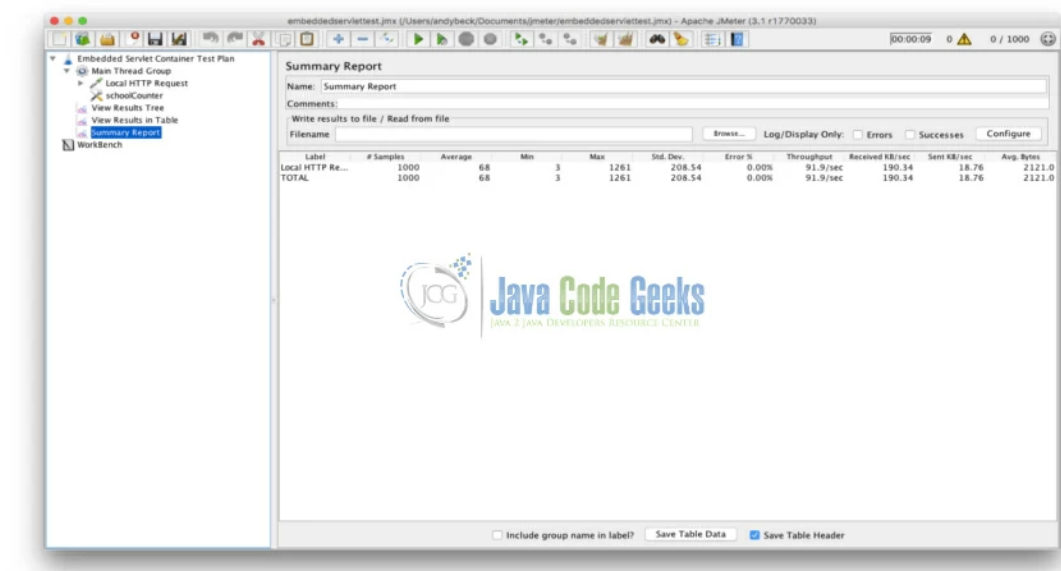 embeddedservlettest.jmx (/Users/andybeck/Documents/jmeter/embeddedservlettest.jmx) - Apache JMeter (3.1 r1770033)
00:00:09 0 0 / 1000
Embedded Servlet Container Test Plan
Main Thread Group
Local HTTP Request
schoolCounter
View Results Tree
View Results in Table
Summary Report
WorkBench
Summary Report
Name: Summary Report
Comments:
Write results to file / Read from file
Filename Browse... Log/Display Only: Errors Successes Configure
Label # Samples Average Min Max Std. Dev. Error % Throughput Received KB/sec Sent KB/sec Avg. Bytes
Local HTTP Re... 1000 68 3 1261 208.54 0.00% 91.9/sec 190.34 18.76 2121.0
TOTAL 1000 68 3 1261 208.54 0.00% 91.9/sec 190.34 18.76 2121.0
JCG
Java Code Geeks
JAVA 2 JAVA DEVELOPERS RESOURCE CENTER
Include group name in label? Save Table Data Save Table Header